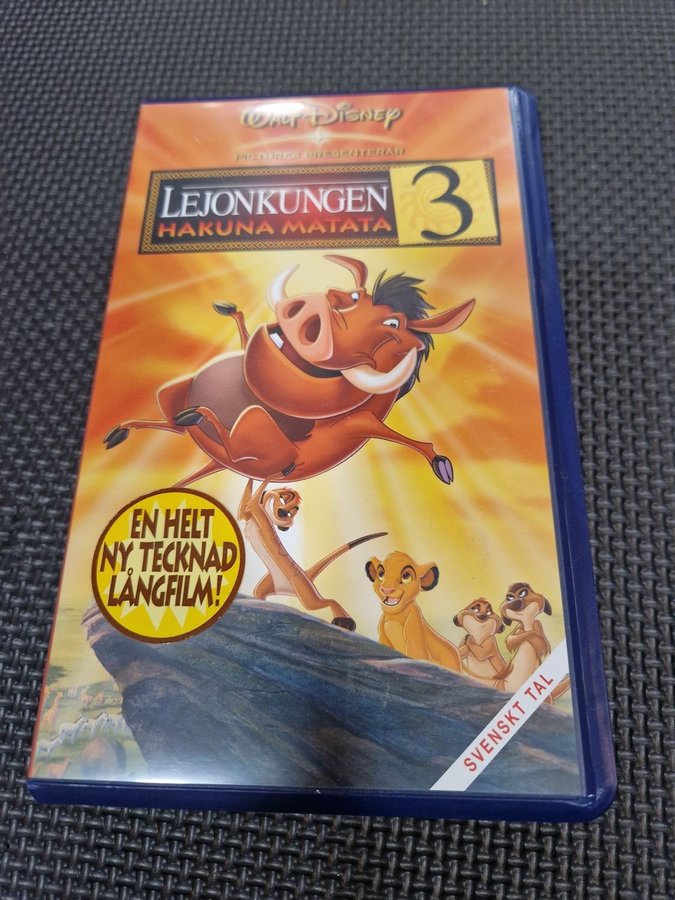 WALT DISNEY
PICTURES PRESENTERAR
LEJONKUNGEN
HAKUNA MATATA
3
EN HELT
NY TECKNAD
LÅNGFILM!
SVENSKT TAL